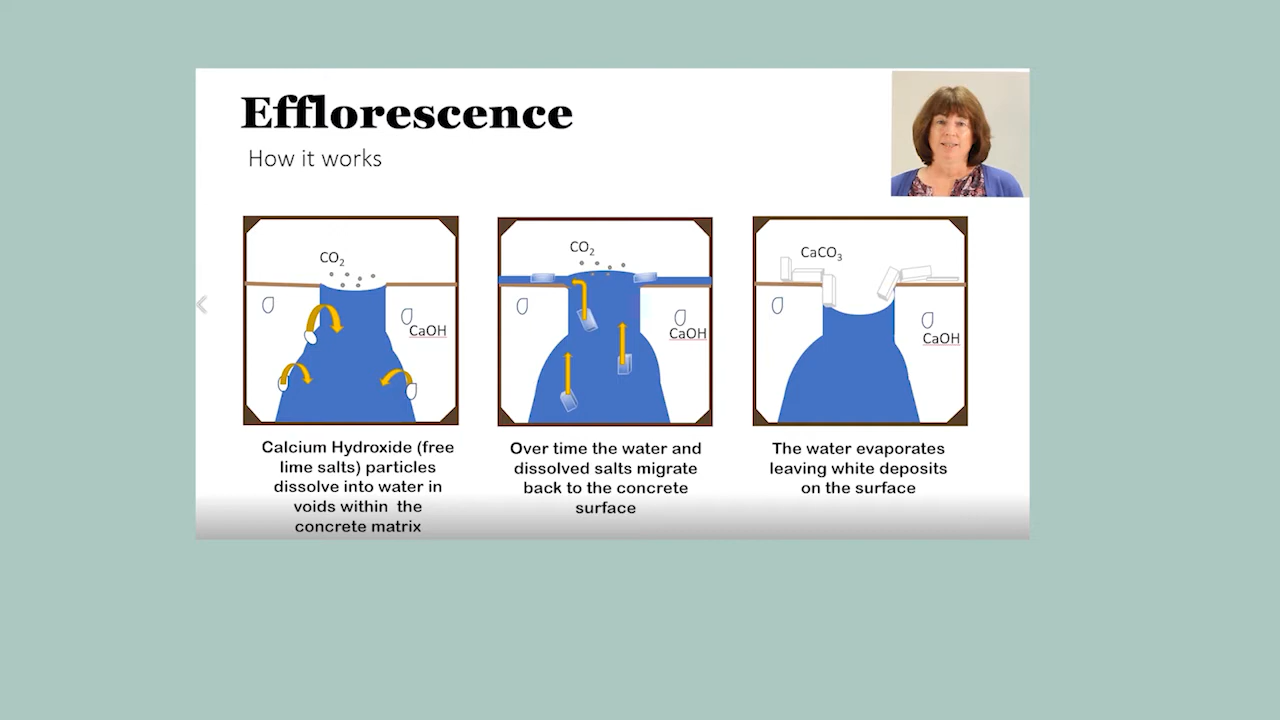 Efflorescence
How it works
CO2
CaOH
Calcium Hydroxide (free
lime salts) particles
dissolve into water in
voids within the
concrete matrix
CO2
CaOH
Over time the water and
dissolved salts migrate
back to the concrete
surface
CaCO3
CaOH
The water evaporates
leaving white deposits
on the surface